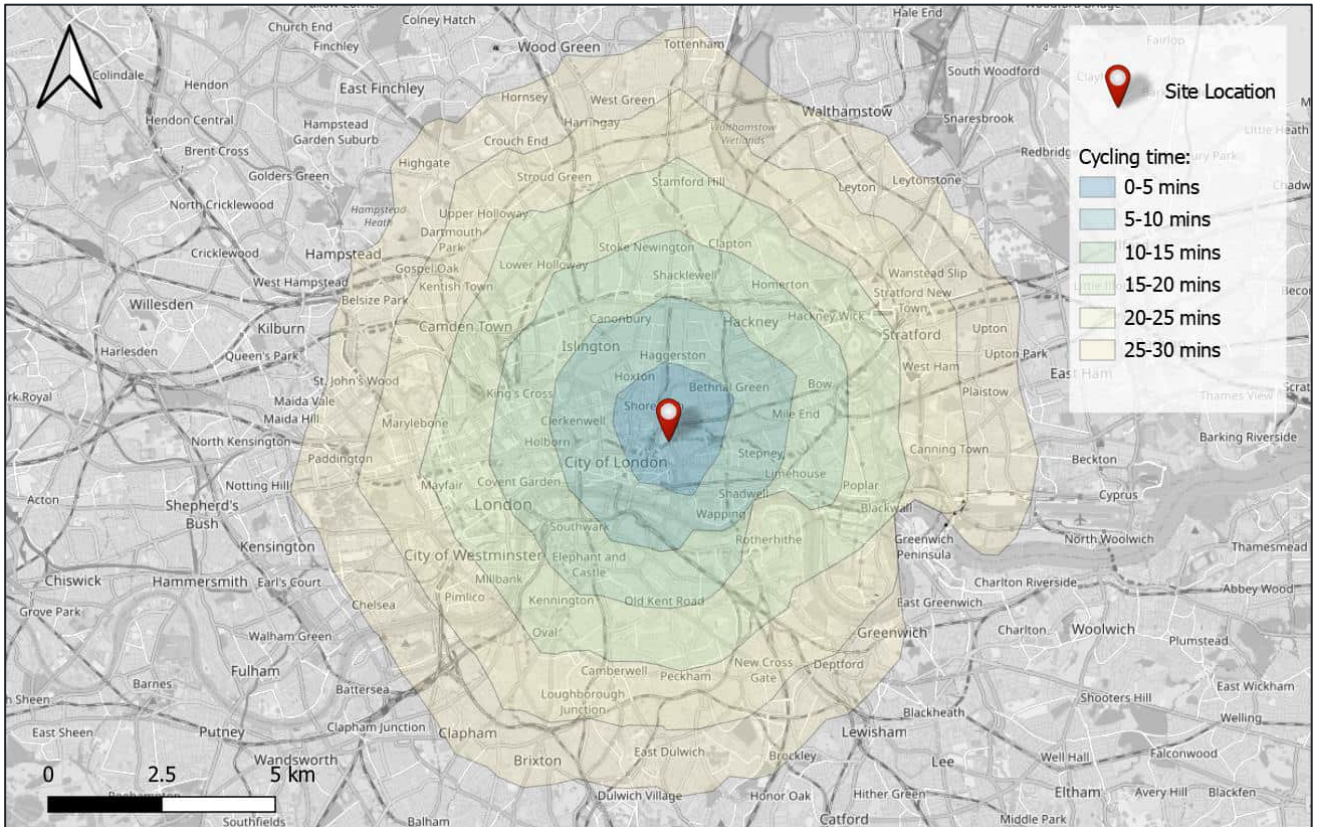 Colney Hatch
Hale End
Church End
Finchley
Wood Green
Tottenham
Fairlop
Colindale
Hendon
East Finchley
South Woodford
Site Location
Hornsey
West Green
Walthamstow
Snaresbrook
Hendon Central
Hampstead
Garden Suburb
Harringay
Walthamstow
Wetlands
Little Heath
Brent Cross
Crouch End
Redbridge
Cycling time:
Highgate
Golders Green
Stroud Green
Stamford Hill
Leyton
Leytonstone
0-5 mins
North Cricklewood
Hampstead
Heath
Upper Holloway
5-10 mins
Dartmouth
Park
Stoke Newington
Clapton
Cricklewood
Hampstead
Gospel Oak
Lower Holloway
10-15 mins
Shacklewell
Wanstead Slip
West Hampstead
Kentish Town
Homerton
15-20 mins
Willesden
Belsize Park
Stratford New
Town
Canonbury
Hackney
Hackney Wick
20-25 mins
Kilburn
Camden Town
Stratford
Upton
Islington
25-30 mins
Harlesden
Queen's Park
Haggerston
Upton Park
West Ham
East Ham
St. John's Wood
Hoxton
Bethnal Green
Bow
Plaistow
rk Royal
Maida Vale
King's Cross
Thames View
Maida Hill
Marylebone
Clerkenwell
Mile End
North Kensington
Holborn
Barking Riverside
Paddington
City of London
Stepney
Canning Town
Beckton
Notting Hill
Mayfair
Covent Garden
Limehouse
Poplar
Acton
Shepherd's
Bush
London
Shadwell
Cyprus
Wapping
Blackwall
Southwark
Rotherhithe
Greenwich
Peninsula
North Woolwich
Kensington
City of Westminster
Elephant and
Castle
Thamesmead
Chiswick
Hammersmith
Earl's Court
Millbank
Charlton Riverside
Abbey Wood
Pimlico
Kennington
Old Kent Road
Grove Park
Chelsea
East Greenwich
Walham Green
Oval
Greenwich
Charlton
Woolwich
Plumstead
Fulham
Camberwell
New Cross
Gate
Deptford
Barnes
Battersea
Peckham
East Wickham
h Sheen
Loughborough
Junction
Shooters Hill
Blackheath
Welling
East Sheen
Putney
Clapham Junction
Clapham
Lewisham
Wandsworth
Brixton
East Dulwich
Brockley
Lee
Well Hall
Falconwood
0 2.5 5 km
Dulwich Village
Honor Oak
Hither Green
Eltham
Avery Hill
Blackfen
Southfields
Balham
Catford
Middle Park